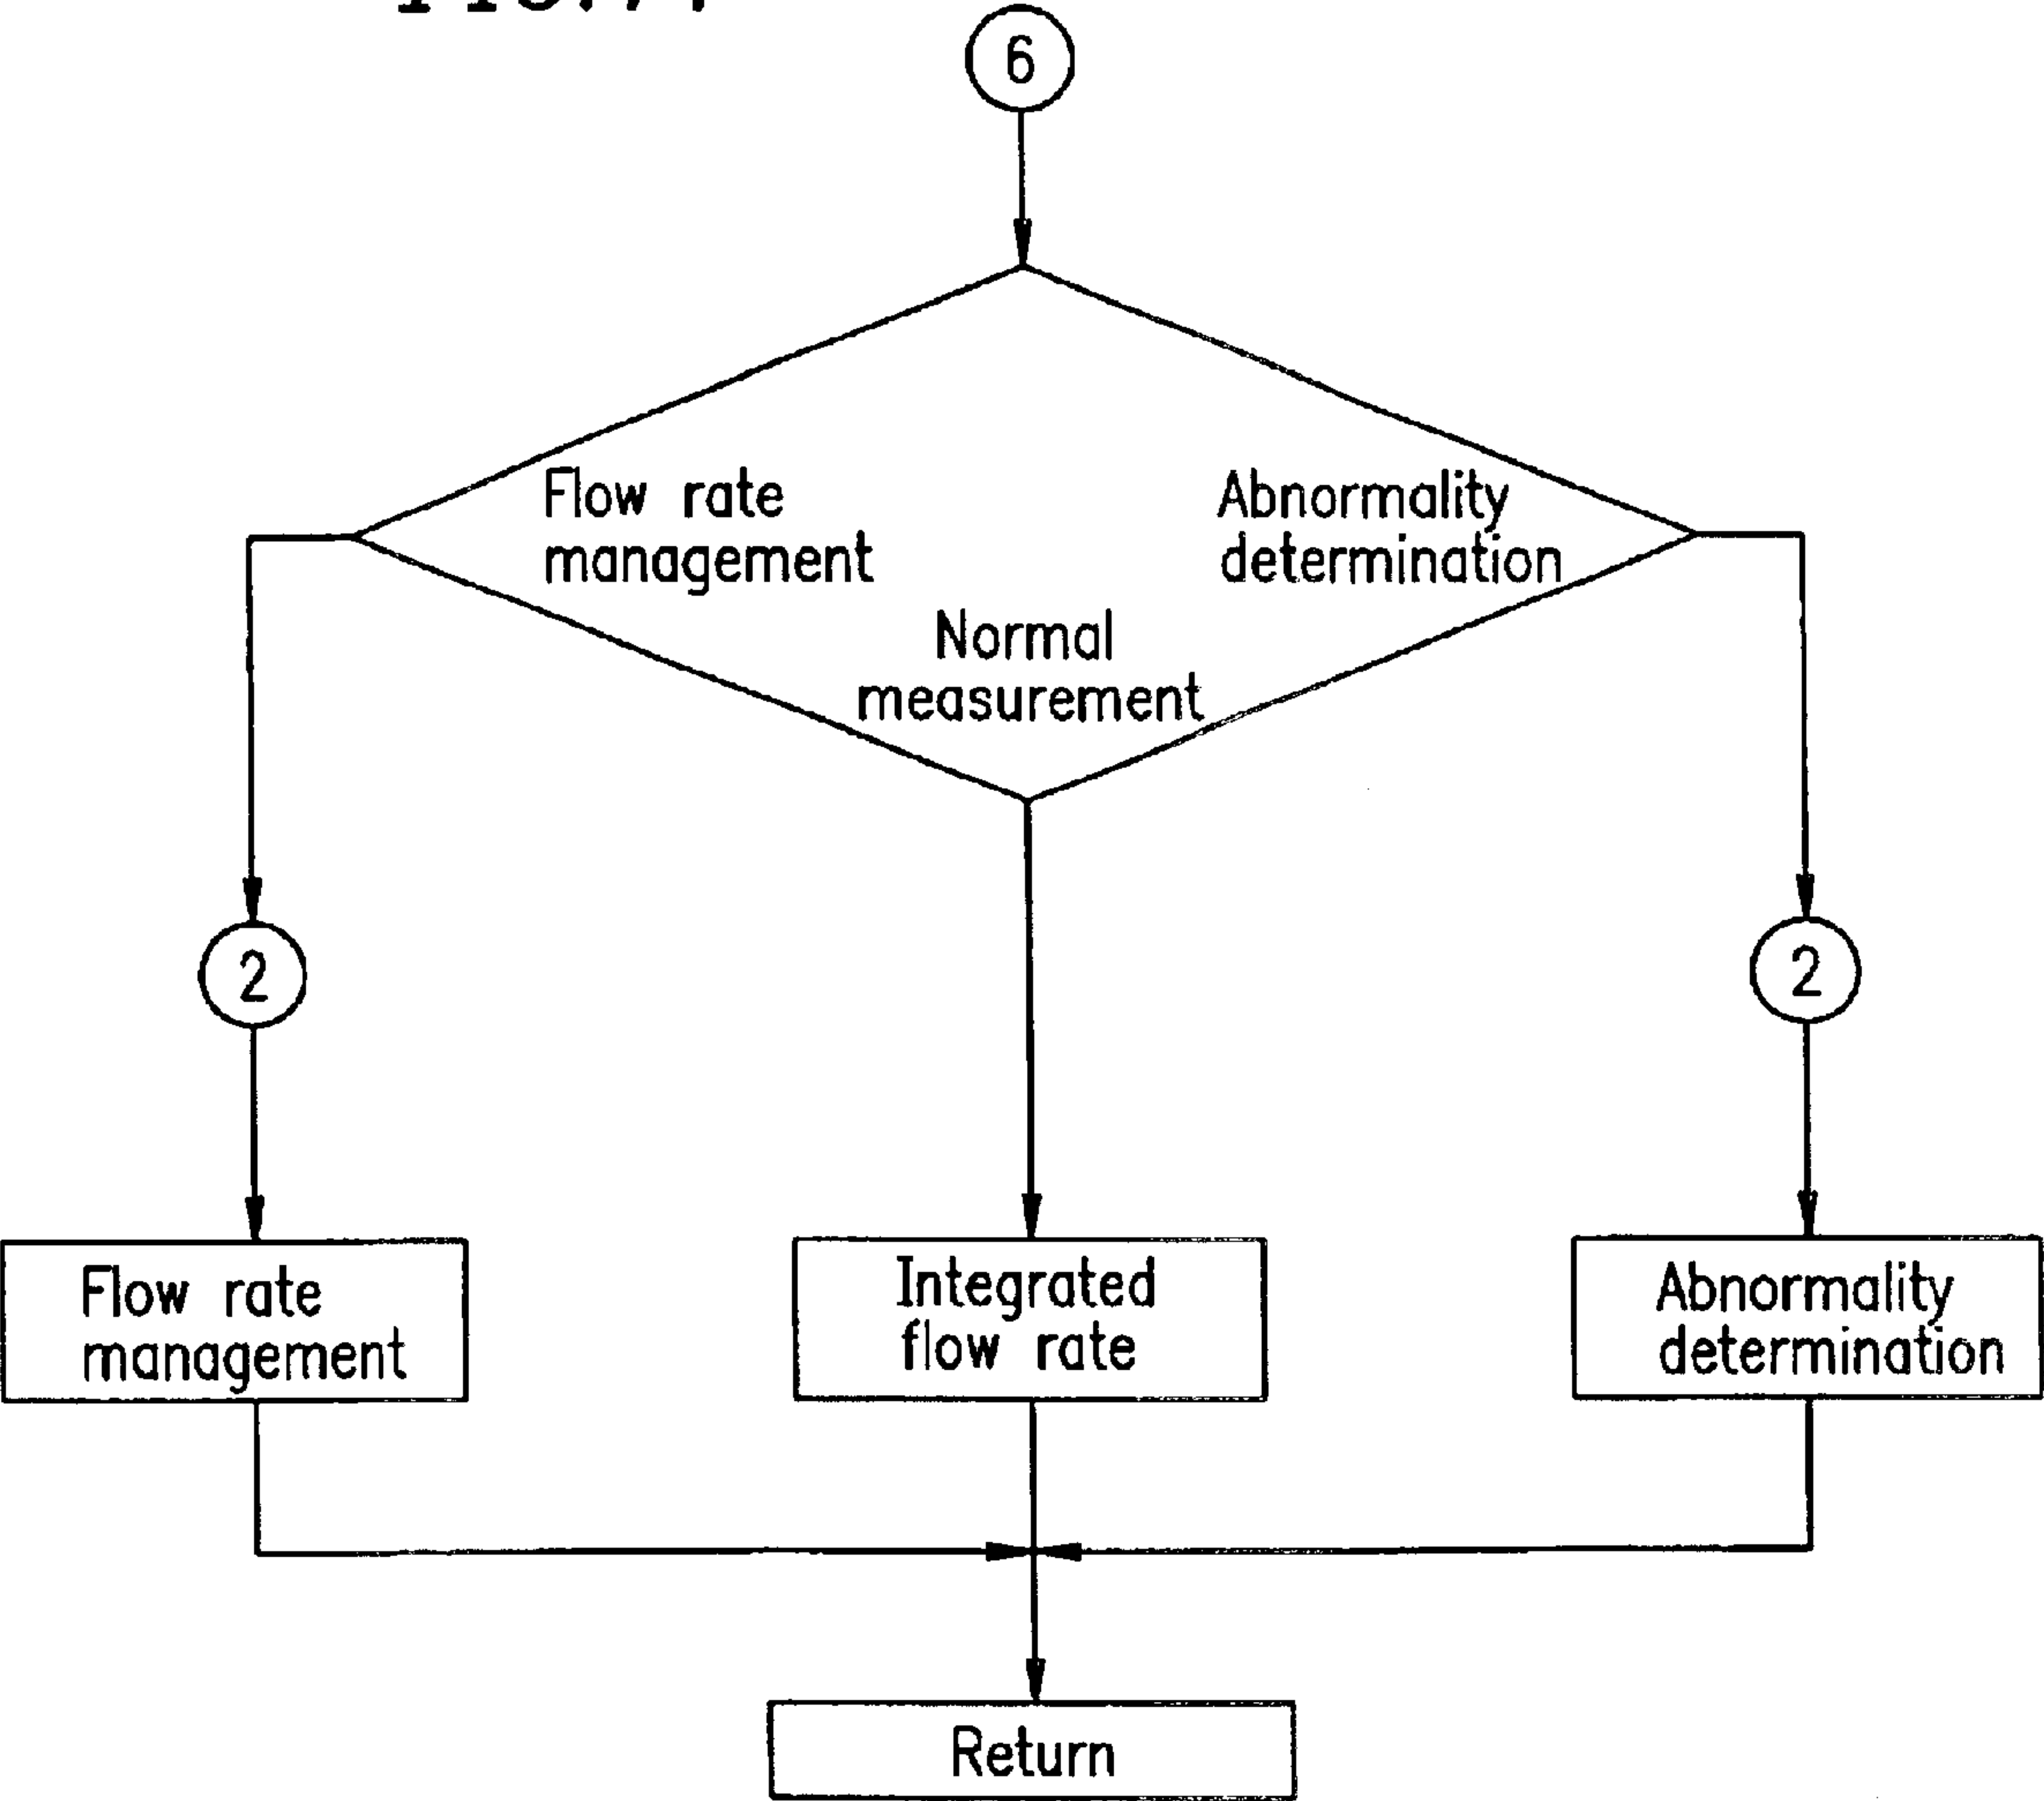 6
Flow rate
management
Abnormality
determination
Normal
measurement
2
2
Flow rate
management
Integrated
flow rate
Abnormality
determination
Return